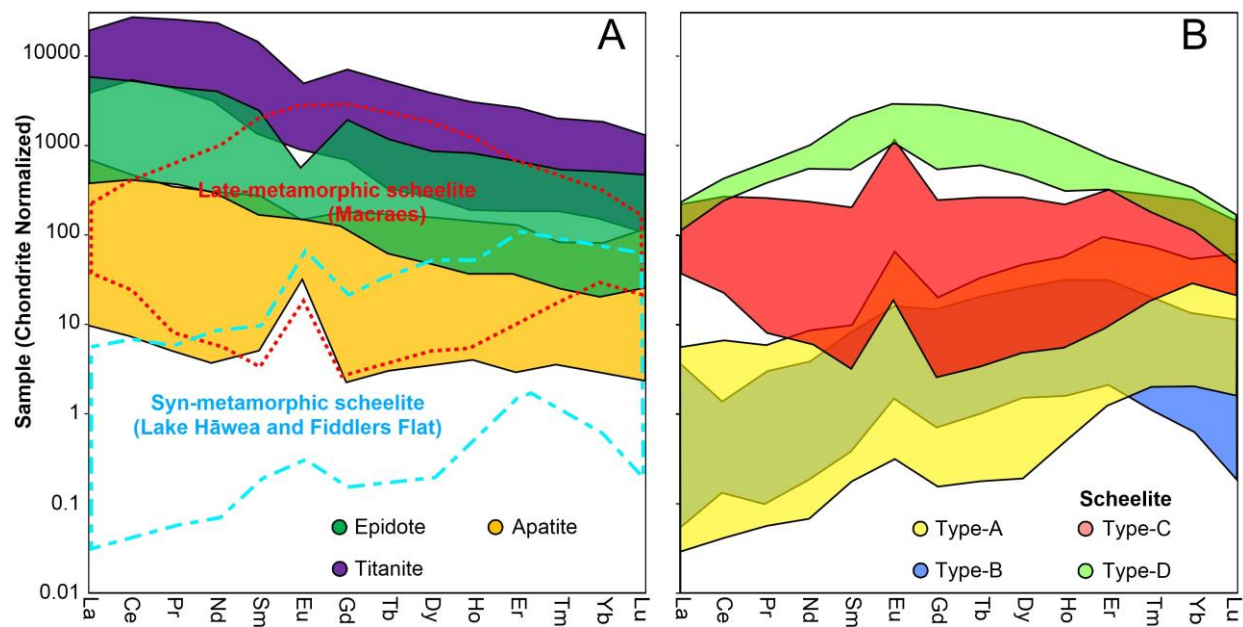 A
B
Sample (Chondrite Normalized)
10000
1000
100
10
1
0.1
0.01
Late-metamorphic scheelite
(Macraes)
Syn-metamorphic scheelite
(Lake Hāwea and Fiddlers Flat)
Epidote
Apatite
Titanite
La Ce Pr Nd Sm Eu Gd Tb Dy Ho Er Tm Yb Lu
Scheelite
Type-A
Type-C
Type-B
Type-D
La Ce Pr Nd Sm Eu Gd Tb Dy Ho Er Tm Yb Lu